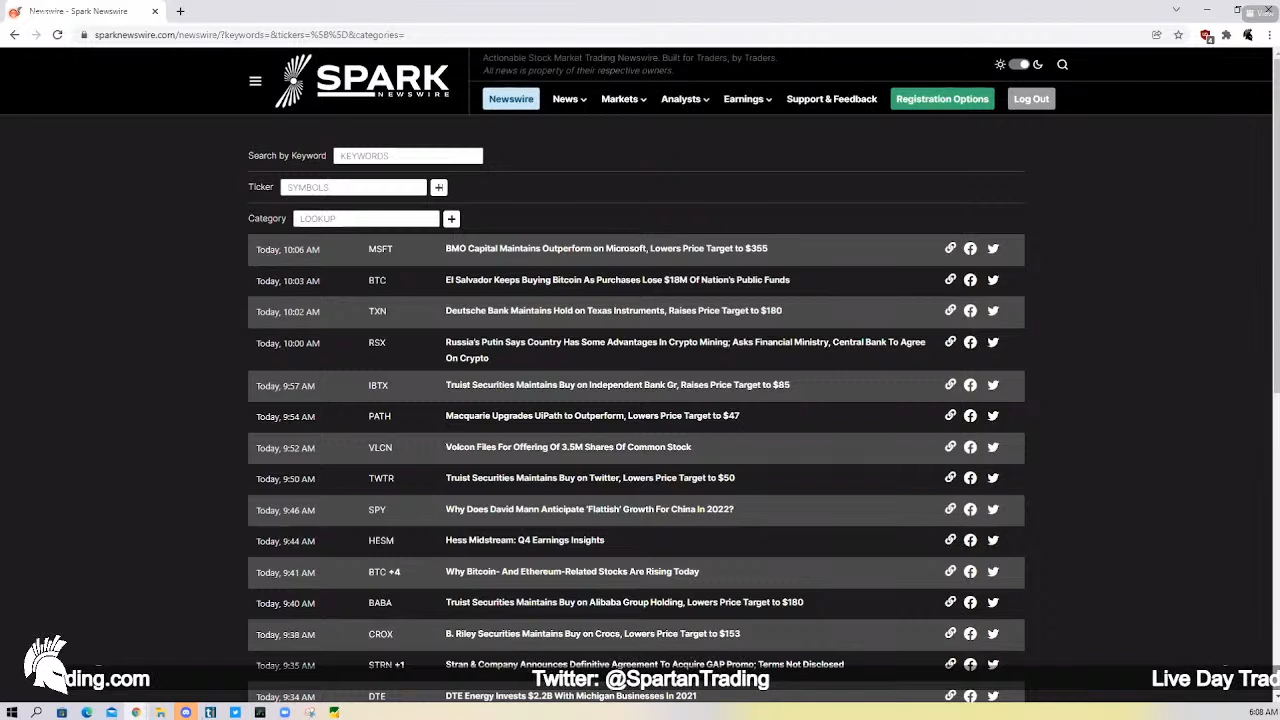 Newswire - Spark Newswire
View
sparknewswire.com/newswire/?keywords=&tickers=%5B%5D&categories=
SPARK
NEWSWIRE
Actionable Stock Market Trading Newswire. Built for Traders, by Traders.
All news is property of their respective owners.
Newswire News Markets Analysts Earnings Support & Feedback Registration Options Log Out
Search by Keyword KEYWORDS
Ticker SYMBOLS +
Category LOOKUP +
Today, 10:06 AM MSFT BMO Capital Maintains Outperform on Microsoft, Lowers Price Target to $355
Today, 10:03 AM BTC El Salvador Keeps Buying Bitcoin As Purchases Lose $18M Of Nation's Public Funds
Today, 10:02 AM TXN Deutsche Bank Maintains Hold on Texas Instruments, Raises Price Target to $180
Today, 10:00 AM RSX Russia's Putin Says Country Has Some Advantages In Crypto Mining; Asks Financial Ministry, Central Bank To Agree
On Crypto
Today, 9:57 AM IBTX Truist Securities Maintains Buy on Independent Bank Gr, Raises Price Target to $85
Today, 9:54 AM PATH Macquarie Upgrades UiPath to Outperform, Lowers Price Target to $47
Today, 9:52 AM VLCN Volcon Files For Offering Of 3.5M Shares Of Common Stock
Today, 9:50 AM TWTR Truist Securities Maintains Buy on Twitter, Lowers Price Target to $50
Today, 9:46 AM SPY Why Does David Mann Anticipate 'Flattish' Growth For China In 2022?
Today, 9:44 AM HESM Hess Midstream: Q4 Earnings Insights
Today, 9:41 AM BTC +4 Why Bitcoin- And Ethereum-Related Stocks Are Rising Today
Today, 9:40 AM BABA Truist Securities Maintains Buy on Alibaba Group Holding, Lowers Price Target to $180
Today, 9:38 AM CROX B. Riley Securities Maintains Buy on Crocs, Lowers Price Target to $153
Today, 9:35 AM STRN +1 Stran & Company Announces Definitive Agreement To Acquire GAP Promo; Terms Not Disclosed
ding.com Twitter: @SpartanTrading Live Day Trad
Today, 9:34 AM DTE DTE Energy Invests $2.2B With Michigan Businesses In 2021
6:08 AM